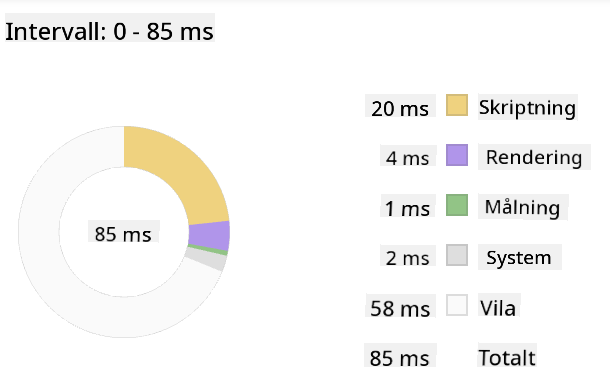 Intervall: 0 - 85 ms
85 ms
20 ms Skriptning
4 ms Rendering
1 ms Målning
2 ms System
58 ms Vila
85 ms Totalt